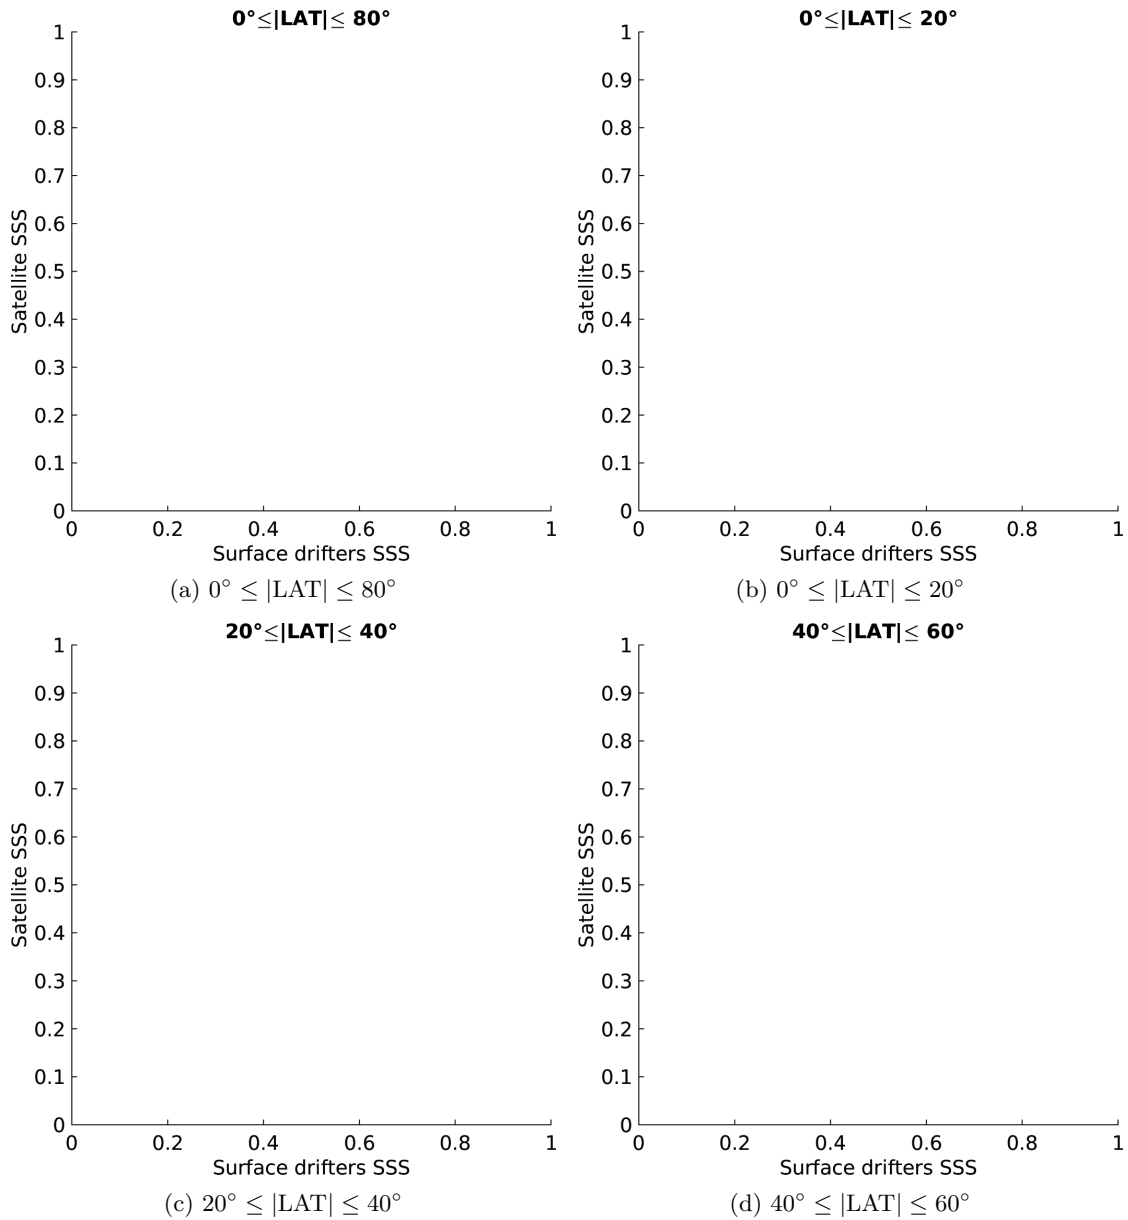 0°≤|LAT|≤ 80°
1
0.9
0.8
0.7
0.6
0.5
0.4
0.3
0.2
0.1
0
Satellite SSS
0 0.2 0.4 0.6 0.8 1
Surface drifters SSS
(a) 0° ≤ |LAT| ≤ 80°
0°≤|LAT|≤ 20°
1
0.9
0.8
0.7
0.6
0.5
0.4
0.3
0.2
0.1
0
Satellite SSS
0 0.2 0.4 0.6 0.8 1
Surface drifters SSS
(b) 0° ≤ |LAT| ≤ 20°
20°≤|LAT|≤ 40°
1
0.9
0.8
0.7
0.6
0.5
0.4
0.3
0.2
0.1
0
Satellite SSS
0 0.2 0.4 0.6 0.8 1
Surface drifters SSS
(c) 20° ≤ |LAT| ≤ 40°
40°≤|LAT|≤ 60°
1
0.9
0.8
0.7
0.6
0.5
0.4
0.3
0.2
0.1
0
Satellite SSS
0 0.2 0.4 0.6 0.8 1
Surface drifters SSS
(d) 40° ≤ |LAT| ≤ 60°